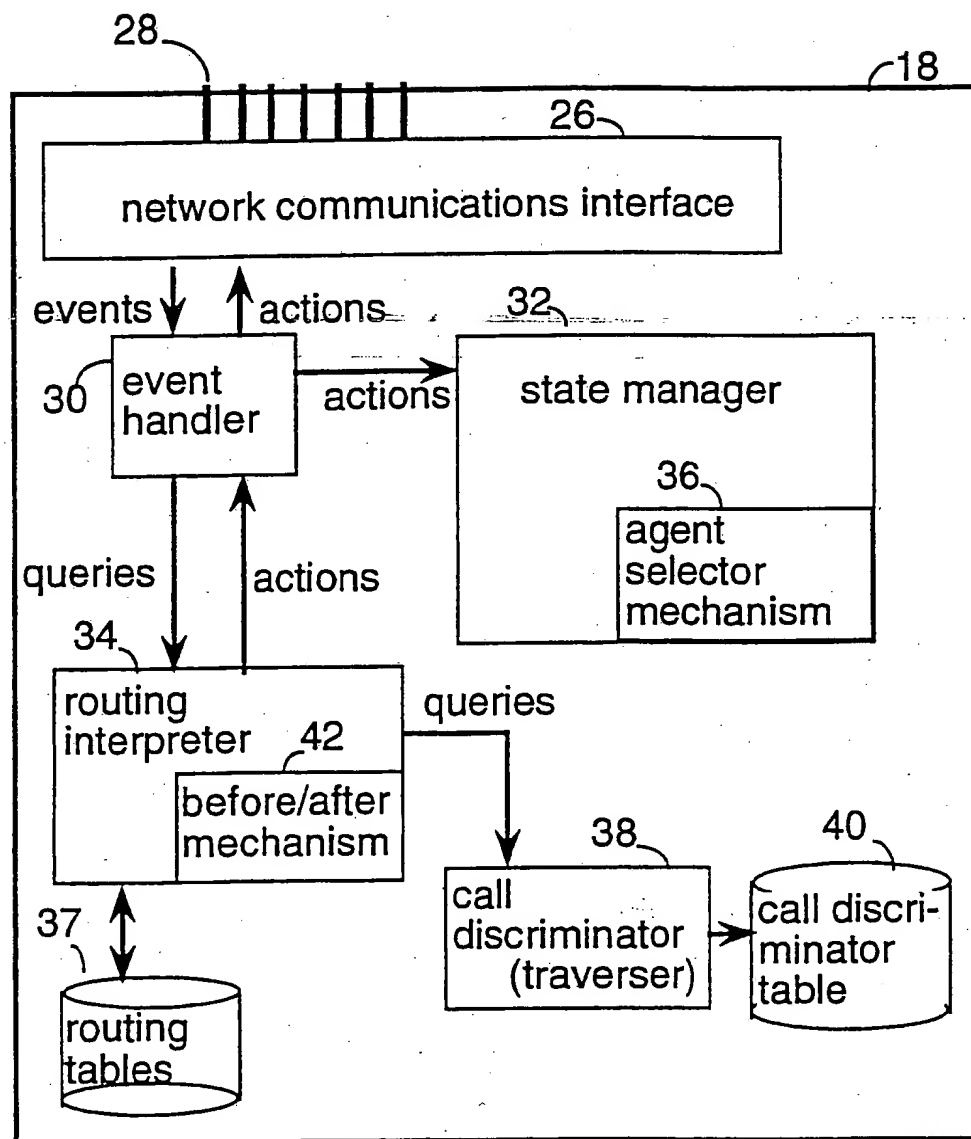 28
18
26
network communications interface
events
actions
32
30
event
handler
actions
state manager
36
agent
selector
mechanism
queries
actions
34
routing
interpreter
queries
42
before/after
mechanism
38
40
call
discriminator
(traverser)
call discri-
minator
table
37
routing
tables